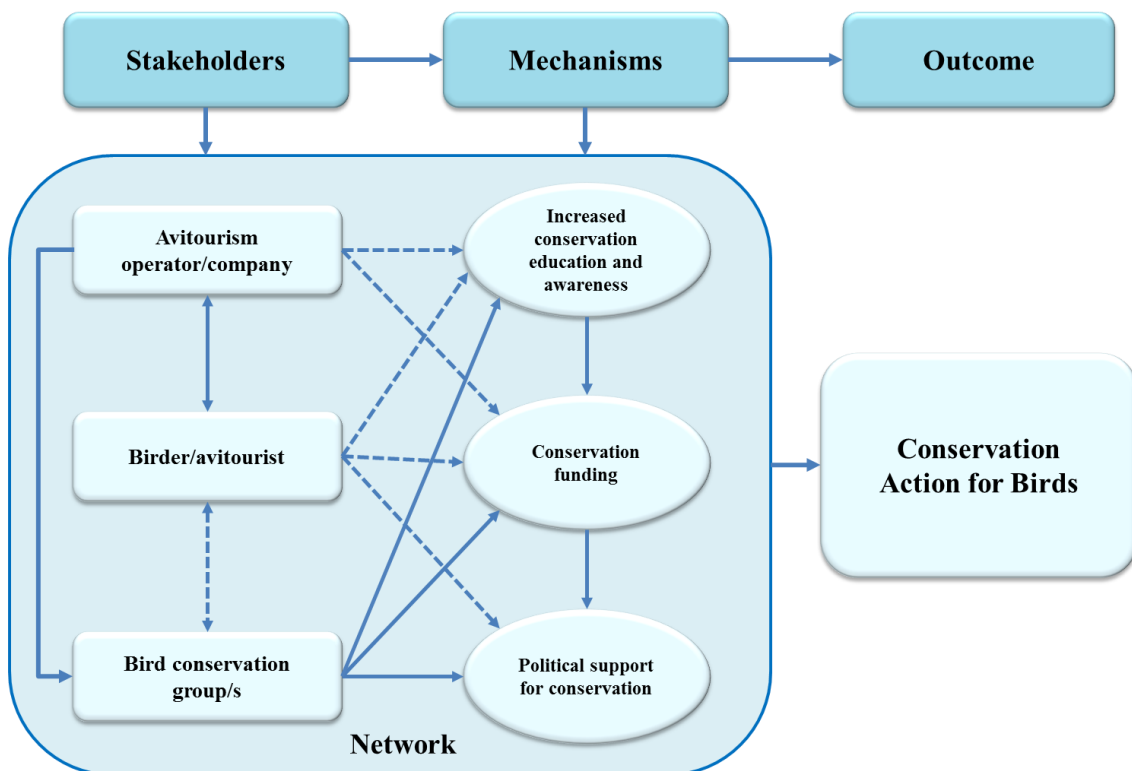 Stakeholders
Mechanisms
Outcome
Avitourism
operator/company
Increased
conservation
education and
awareness
Birder/avitourist
Conservation
funding
Conservation
Action for Birds
Bird conservation
group/s
Political support
for conservation
Network